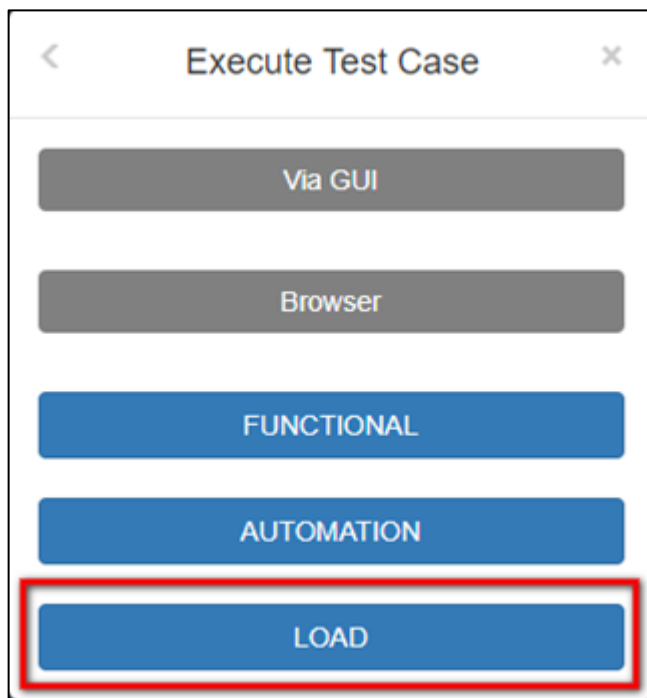 Execute Test Case
Via GUI
Browser
FUNCTIONAL
AUTOMATION
LOAD